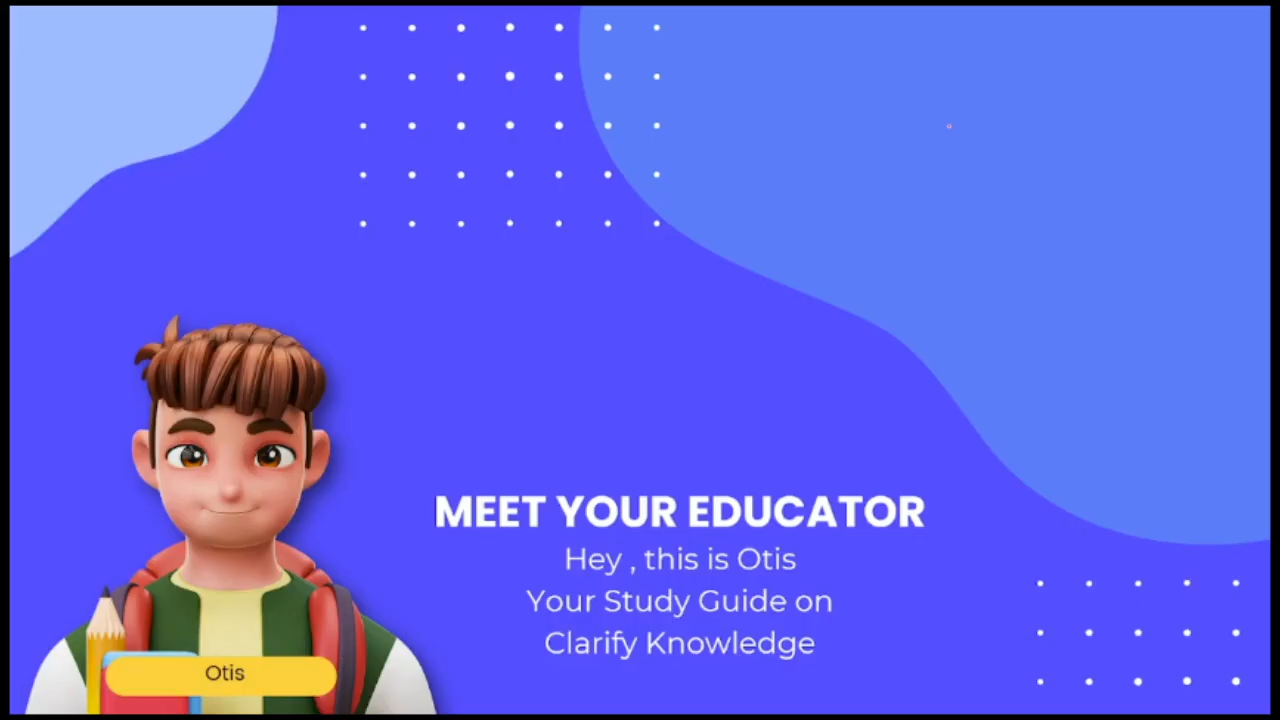 MEET YOUR EDUCATOR
Hey , this is Otis
Your Study Guide on
Clarify Knowledge
Otis